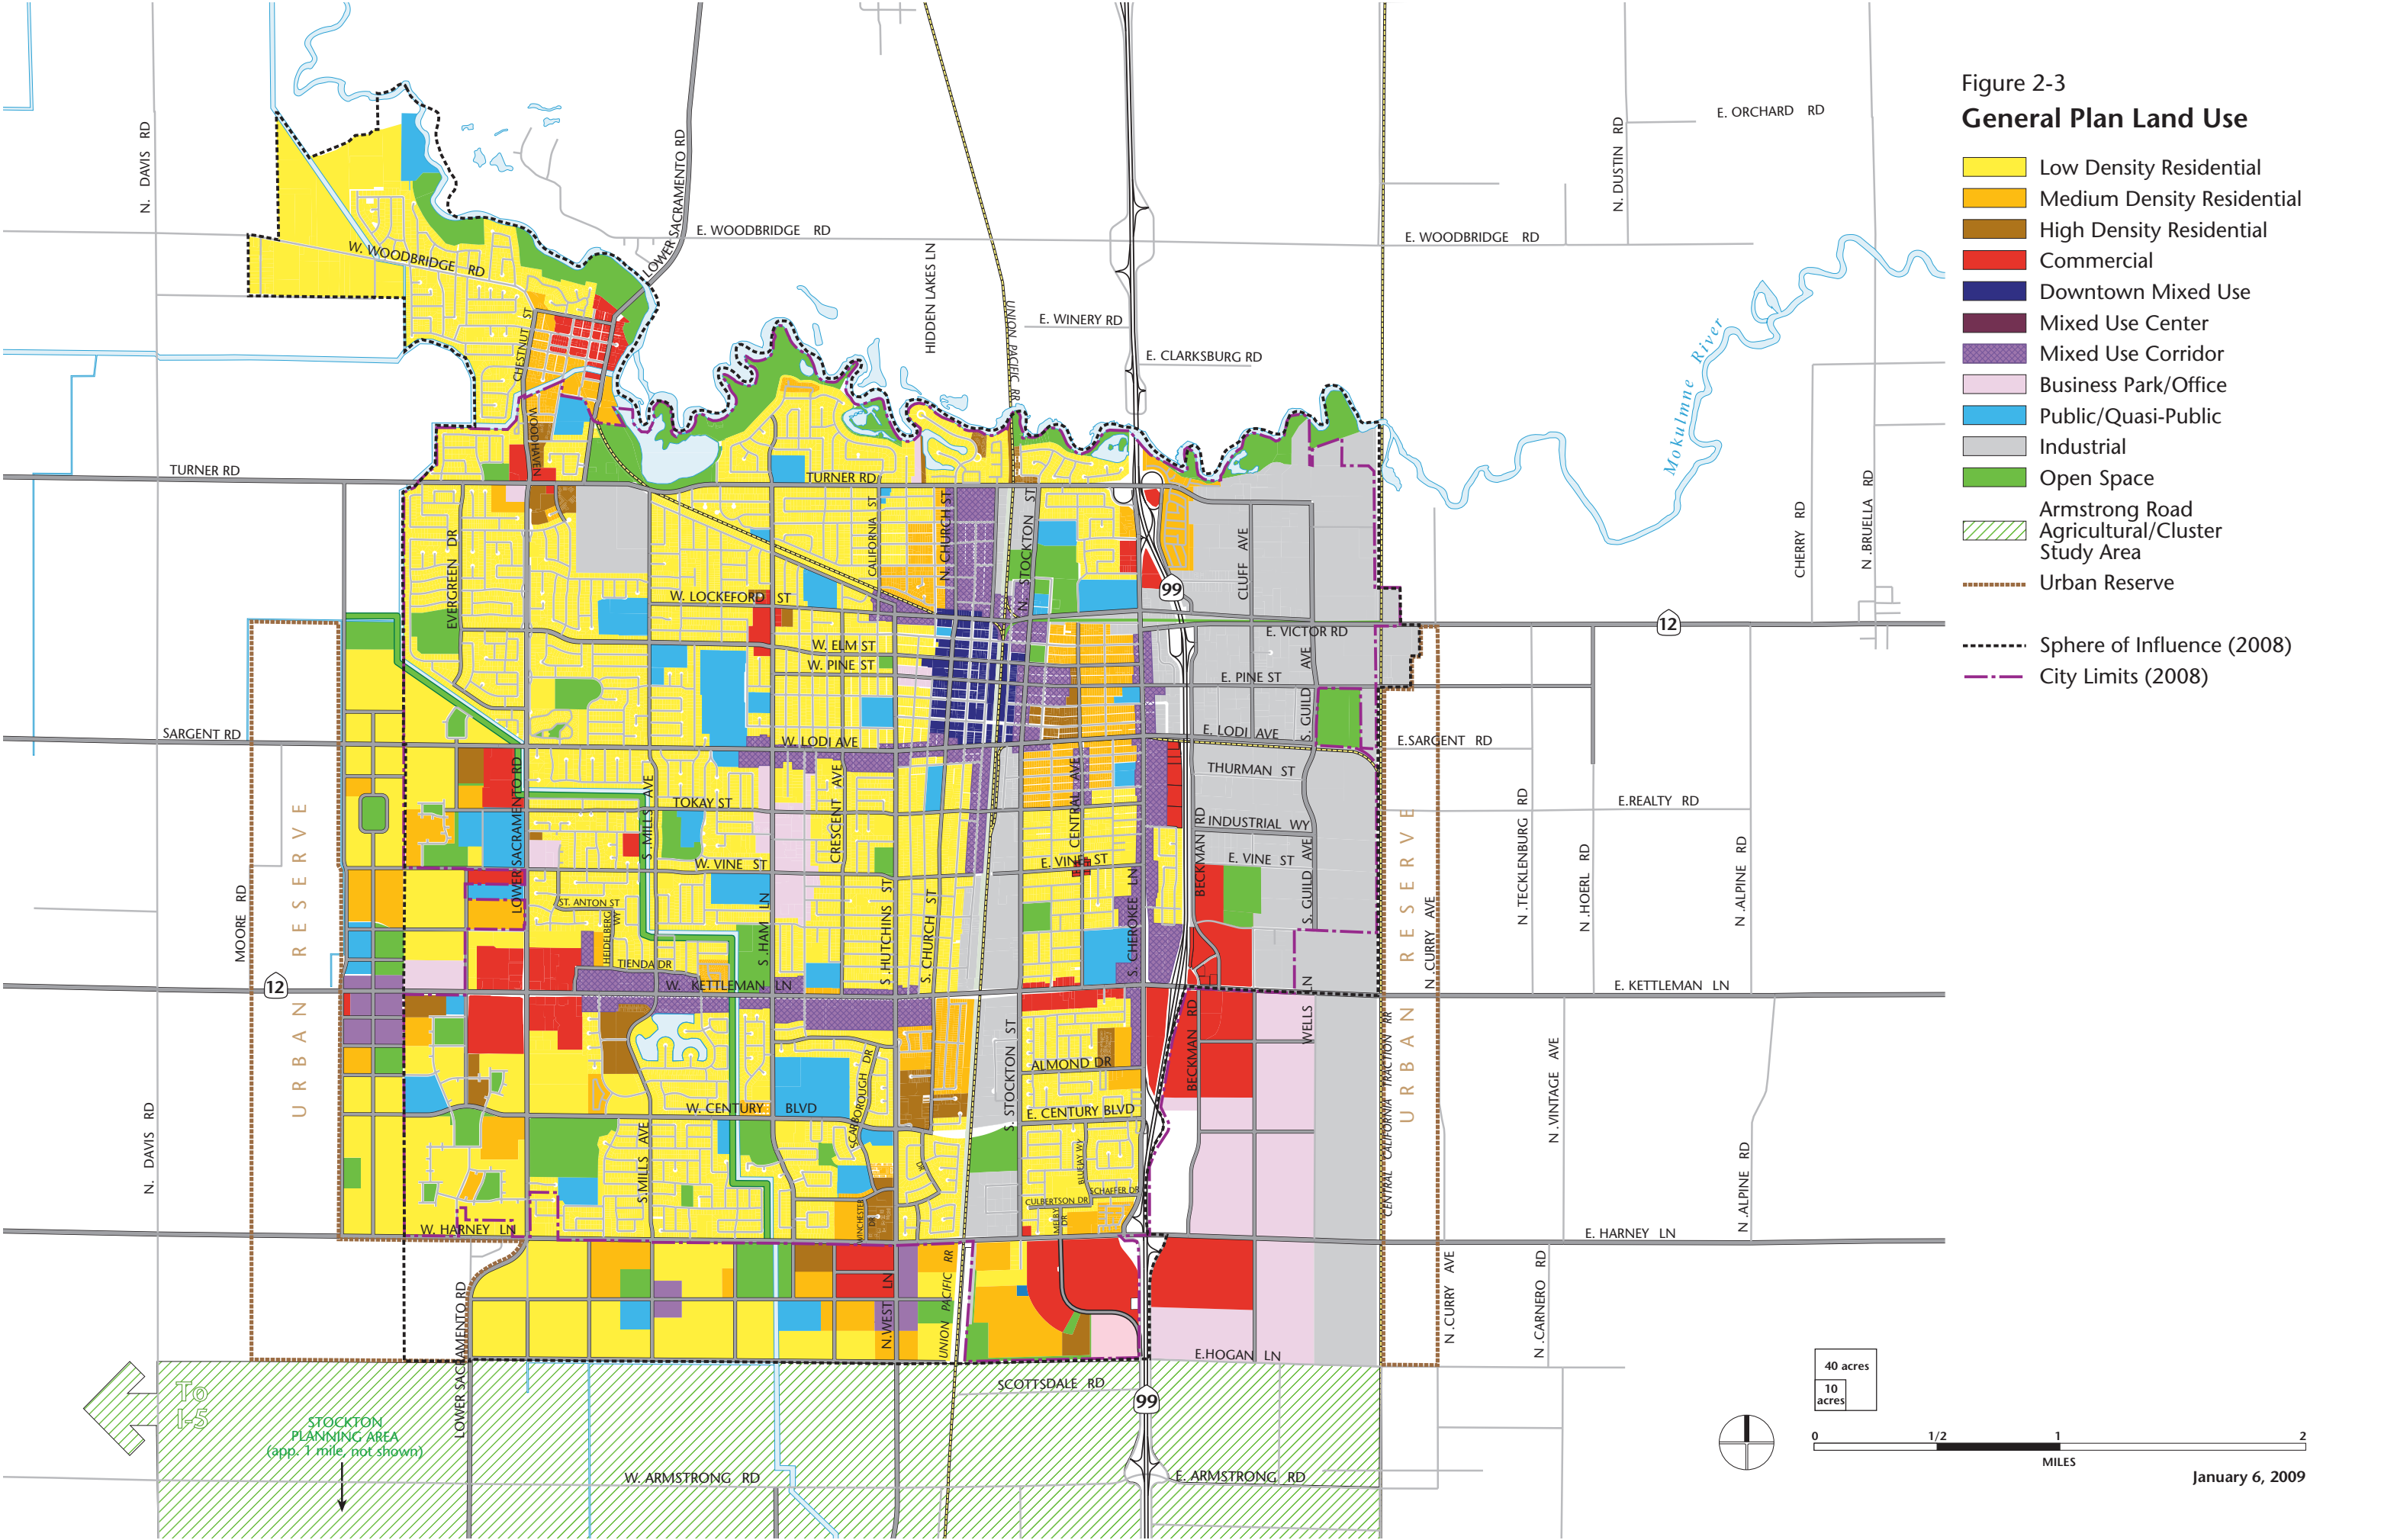 Figure 2-3
General Plan Land Use
Low Density Residential
Medium Density Residential
High Density Residential
Commercial
Downtown Mixed Use
Mixed Use Center
Mixed Use Corridor
Business Park/Office
Public/Quasi-Public
Industrial
Open Space
Armstrong Road
Agricultural/Cluster
Study Area
Urban Reserve
Sphere of Influence (2008)
City Limits (2008)
N. DAVIS RD
LOWER SACRAMENTO RD
E. WOODBRIDGE RD
E. WOODBRIDGE RD
N. DUSTIN RD
E. ORCHARD RD
W. WOODBRIDGE RD
HIDDEN LAKES LN
UNION PACIFIC RR
E. WINERY RD
E. CLARKSBURG RD
CHESTNUT ST
Mokulmne River
WOODHAVEN
TURNER RD
TURNER RD
CALIFORNIA ST
N. CHURCH ST
N. STOCKTON ST
EVERGREEN DR
CLUFF AVE
99
CHERRY RD
N .BRUELLA RD
W. LOCKEFORD ST
W. ELM ST
W. PINE ST
E. VICTOR RD
12
E. PINE ST
S. GUILD AVE
SARGENT RD
W. LODI AVE
E. LODI AVE
E.SARGENT RD
THURMAN ST
LOWER SACRAMENTO RD
S .MILLS AVE
TOKAY ST
CRESCENT AVE
CENTRAL AVE
INDUSTRIAL WY
BECKMAN RD
E.REALTY RD
W. VINE ST
E. VINE ST
E. VINE ST
S. GUILD AVE
URBAN RESERVE
URBAN RESERVE
MOORE RD
ST. ANTON ST
HEIDELBERG WY
S .HAM LN
S .HUTCHINS ST
S .CHURCH ST
S. CHEROKEE LN
N .CURRY AVE
N .TECKLENBURG RD
N .HOERL RD
N .ALPINE RD
TIENDA DR
W. KETTLEMAN LN
12
E. KETTLEMAN LN
WELLS LN
BECKMAN RD
S. STOCKTON ST
ALMOND DR
SCARBOROUGH DR
W. CENTURY BLVD
E. CENTURY BLVD
CENTRAL CALIFORNIA TRACTION RR
N .VINTAGE AVE
N. DAVIS RD
S.MILLS AVE
DR
BLUEJAY WY
SCHAFFER DR
CULBERTSON DR
MELBY DR
WINCHESTER DR
N .ALPINE RD
W. HARNEY LN
E. HARNEY LN
LOWER SACRAMENTO RD
N.WEST LN
UNION PACIFIC RR
N .CURRY AVE
N .CARNERO RD
E.HOGAN LN
SCOTTSDALE RD
99
To
I-5
STOCKTON
PLANNING AREA
(app. 1 mile, not shown)
W. ARMSTRONG RD
E. ARMSTRONG RD
40 acres
10
acres
0 1/2 1 2
MILES
January 6, 2009